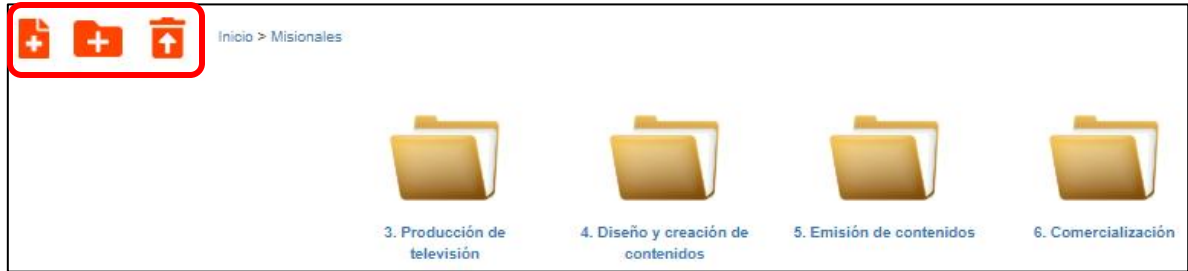 Inicio > Misionales
3. Producción de
televisión
4. Diseño y creación de
contenidos
5. Emisión de contenidos
6. Comercialización